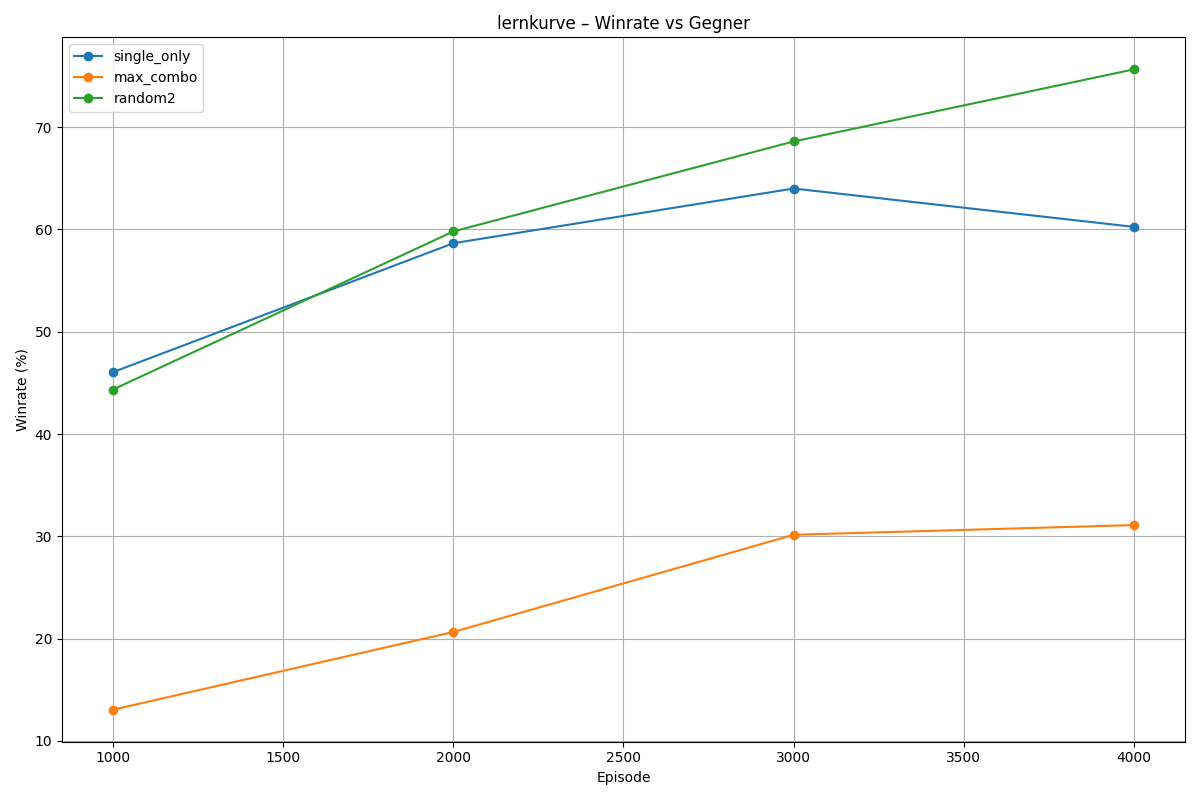 lernkurve – Winrate vs Gegner
single_only
max_combo
random2
Winrate (%)
70
60
50
40
30
20
10
1000 1500 2000 2500 3000 3500 4000
Episode